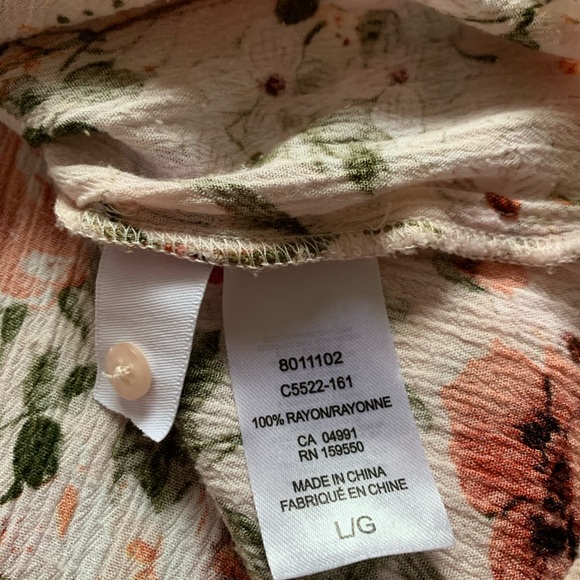 8011102
C5522-161
100% RAYON/RAYONNE
CA 04991
RN 159550
MADE IN CHINA
FABRIQUÉ EN CHINE
L/G